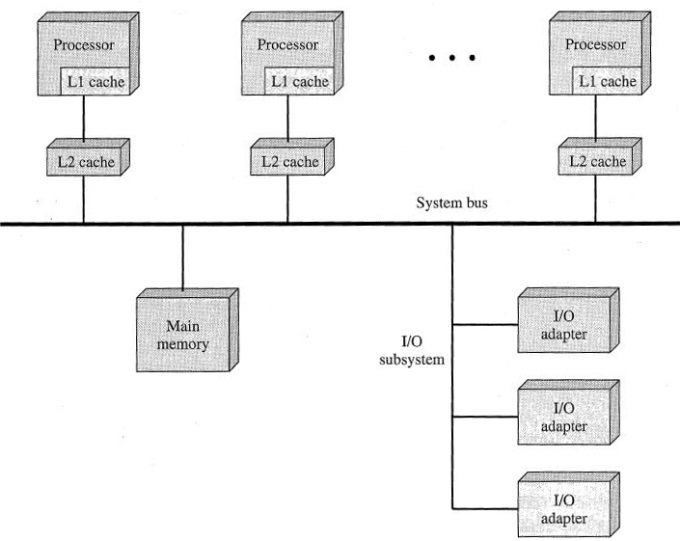 Processor
L1 cache
Processor
L1 cache
Processor
L1 cache
L2 cache
L2 cache
L2 cache
System bus
Main
memory
I/O
subsystem
I/O
adapter
I/O
adapter
I/O
adapter